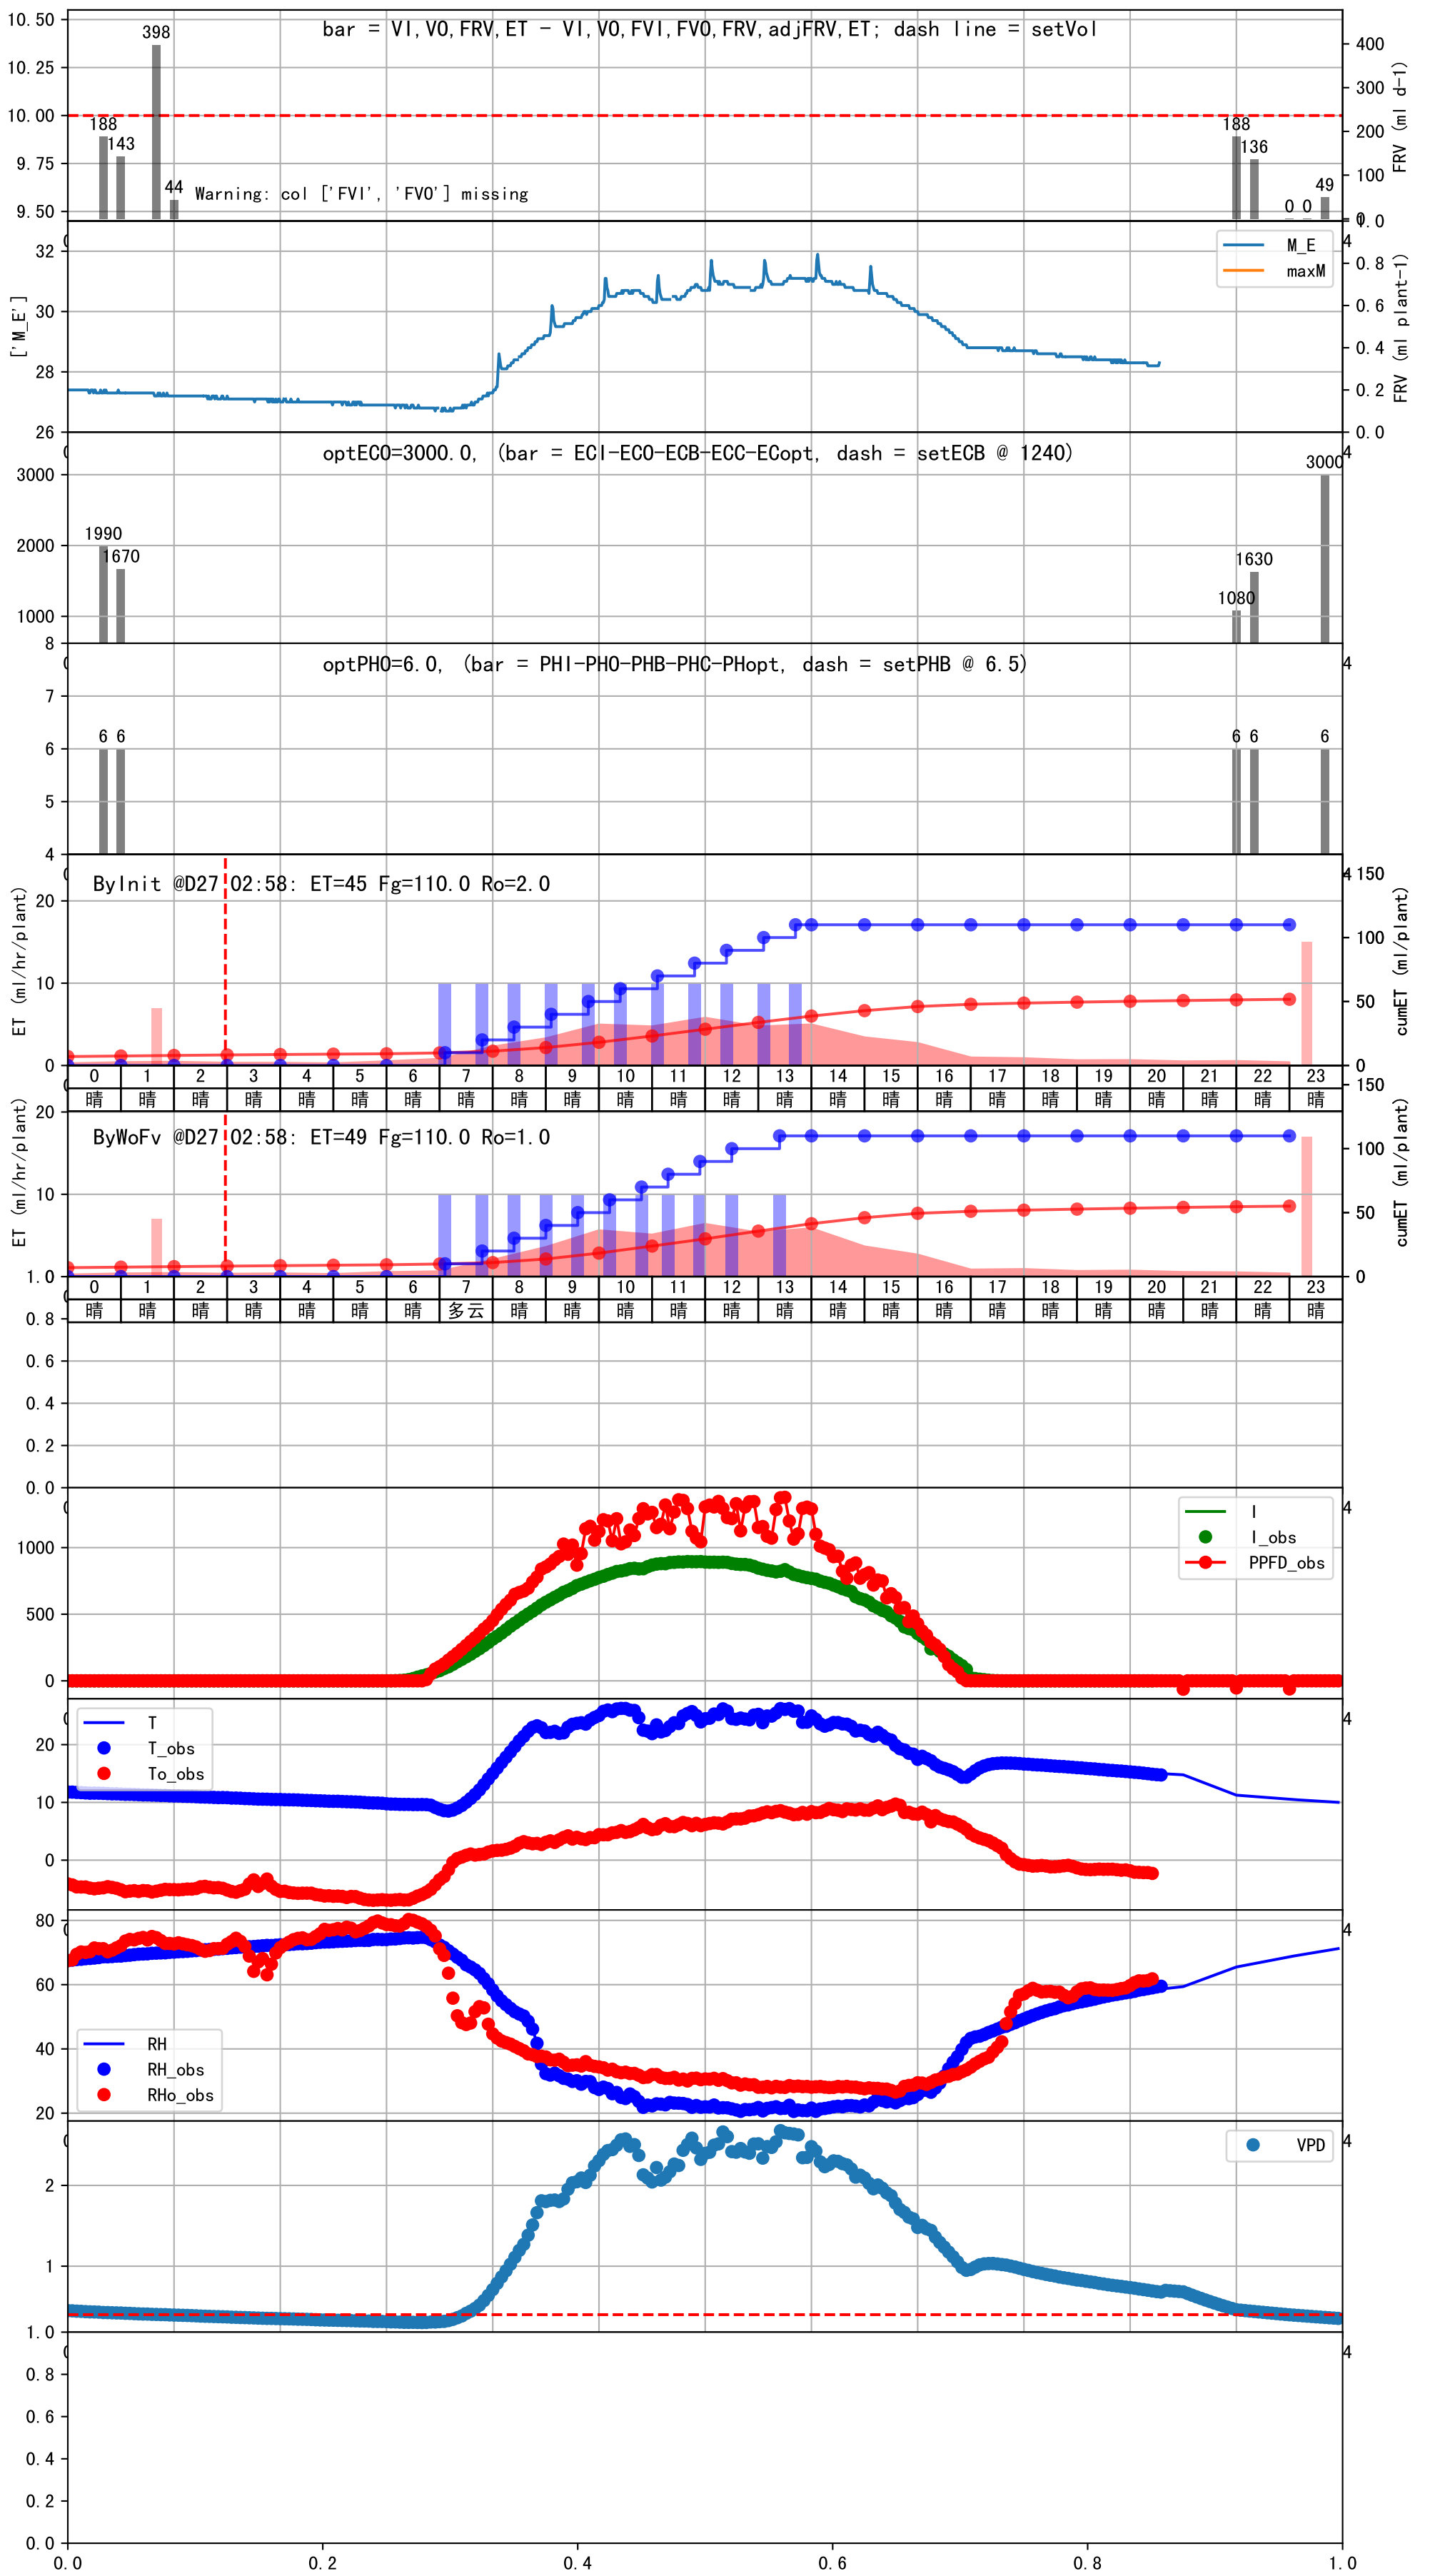 bar = VI,VO,FRV,ET - VI,VO,FVI,FVO,FRV,adjFRV,ET; dash line = setVol
10.50
10.25
10.00
9.75
9.50
398
188
143
44
Warning: col ['FVI', 'FVO'] missing
188
136
0 0
49
400
300
200
100
0
FRV (ml d-1)
1.0
32
30
28
26
['M_E']
M_E
maxM
0.8
0.6
0.4
0.2
0.0
FRV (ml plant-1)
optECO=3000.0, (bar = ECI-ECO-ECB-ECC-ECopt, dash = setECB @ 1240)
3000
2000
1000
1990
1670
1080
1630
3000
8
optPHO=6.0, (bar = PHI-PHO-PHB-PHC-PHopt, dash = setPHB @ 6.5)
7
6
5
4
6 6
6 6
6
ByInit @D27 02:58: ET=45 Fg=110.0 Ro=2.0
20
10
0
ET (ml/hr/plant)
150
100
50
0
cumET (ml/plant)
0 1 2 3 4 5 6 7 8 9 10 11 12 13 14 15 16 17 18 19 20 21 22 23
晴 晴 晴 晴 晴 晴 晴 晴 晴 晴 晴 晴 晴 晴 晴 晴 晴 晴 晴 晴 晴 晴 晴 晴
ByWoFv @D27 02:58: ET=49 Fg=110.0 Ro=1.0
20
10
ET (ml/hr/plant)
150
100
50
0
cumET (ml/plant)
0 1 2 3 4 5 6 7 8 9 10 11 12 13 14 15 16 17 18 19 20 21 22 23
晴 晴 晴 晴 晴 晴 晴 多云 晴 晴 晴 晴 晴 晴 晴 晴 晴 晴 晴 晴 晴 晴 晴 晴
1.0
0.8
0.6
0.4
0.2
0.0
1000
500
0
I
I_obs
PPFD_obs
4
20
10
0
T
T_obs
To_obs
4
80
60
40
20
RH
RH_obs
RHo_obs
4
2
1
VPD
4
1.0
0.8
0.6
0.4
0.2
0.0
4
0.0 0.2 0.4 0.6 0.8 1.0